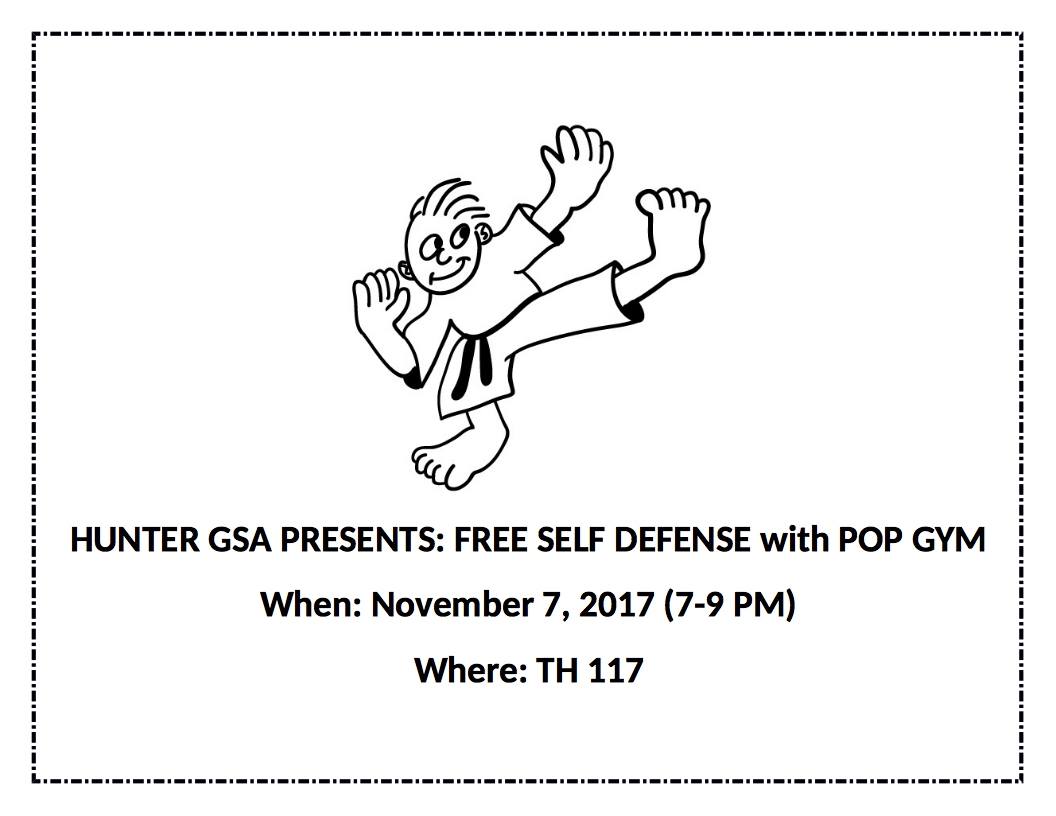 HUNTER GSA PRESENTS: FREE SELF DEFENSE with POP GYM
When: November 7, 2017 (7-9 PM)
Where: TH 117